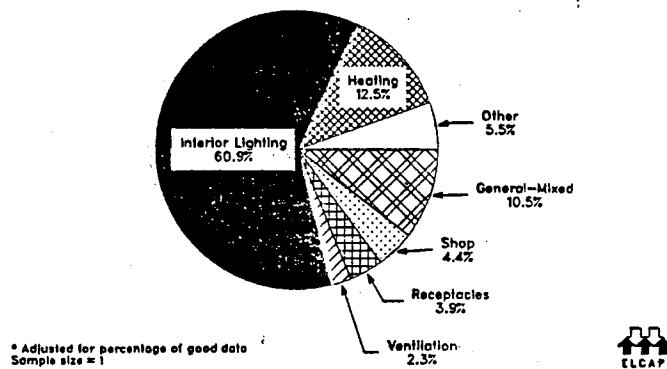 Heating
12.5%
Other
5.5%
Interior Lighting
60.9%
General-Mixed
10.5%
Shop
4.4%
Receptacles
3.9%
Ventilation
2.3%
* Adjusted for percentage of good data
Sample size = 1
ELCAP